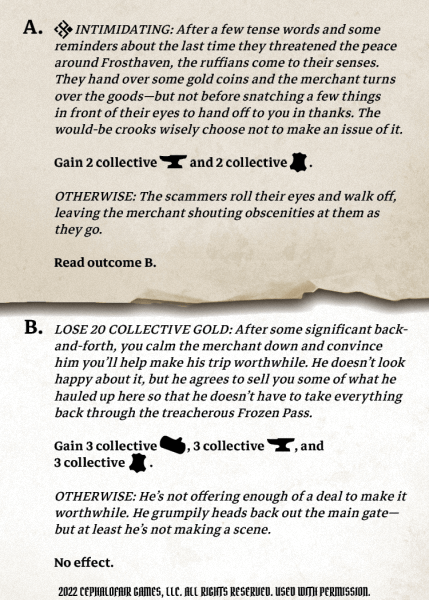 A. INTIMIDATING: After a few tense words and some
reminders about the last time they threatened the peace
around Frosthaven, the ruffians come to their senses.
They hand over some gold coins and the merchant turns
over the goods—but not before snatching a few things
in front of their eyes to hand off to you in thanks. The
would-be crooks wisely choose not to make an issue of it.
Gain 2 collective and 2 collective .
OTHERWISE: The scammers roll their eyes and walk off,
leaving the merchant shouting obscenities at them as
they go.
Read outcome B.
B. LOSE 20 COLLECTIVE GOLD: After some significant back-
and-forth, you calm the merchant down and convince
him you'll help make his trip worthwhile. He doesn't look
happy about it, but he agrees to sell you some of what he
hauled up here so that he doesn't have to take everything
back through the treacherous Frozen Pass.
Gain 3 collective , 3 collective , and
3 collective .
OTHERWISE: He's not offering enough of a deal to make it
worthwhile. He grumpily heads back out the main gate—
but at least he's not making a scene.
No effect.
2022 CEPHALOFAIR GAMES, LLC. ALL RIGHTS RESERVED. USED WITH PERMISSION.